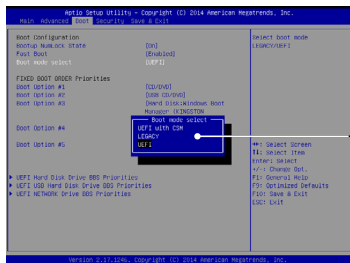 Aptio Setup Utility - Copyright (C) 2014 American Megatrends, Inc.
Main Advanced Boot Security Save & Exit
Boot Configuration
Bootup NumLock State [On]
Fast Boot [Enabled]
Boot mode select [UEFI]
FIXED BOOT ORDER Priorities
Boot Option #1 [CD/DVD]
Boot Option #2 [USB CD/DVD]
Boot Option #3 [Hard Disk:Windows Boot
Manager (KINGSTON
Boot Option #4
Boot Option #5
Boot mode select
UEFI with CSM
LEGACY
UEFI
UEFI Hard Disk Drive BBS Priorities
UEFI USB Hard Disk Drive BBS Priorities
UEFI NETWORK Drive BBS Priorities
Select boot mode
LEGACY/UEFI
: Select Screen
: Select Item
Enter: Select
+/-: Change Opt.
F1: General Help
F9: Optimized Defaults
F10: Save & Exit
ESC: Exit
Version 2.17.1246. Copyright (C) 2014 American Megatrends, Inc.